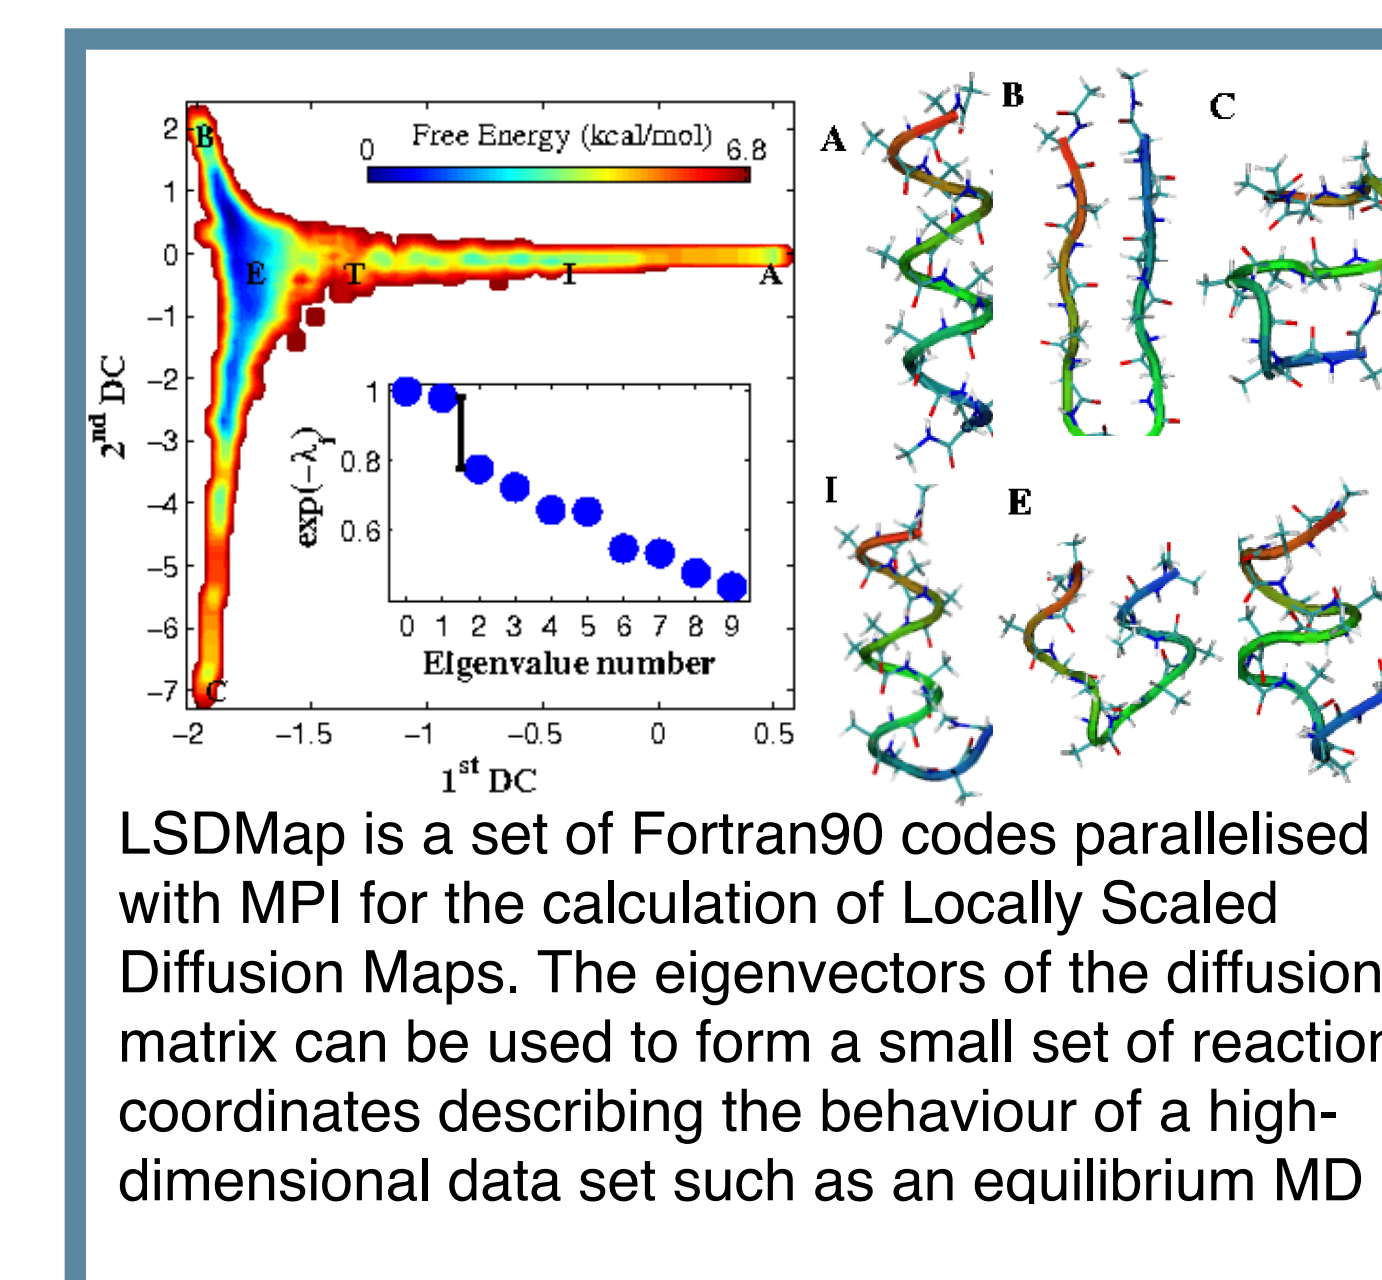 Free Energy (kcal/mol)
0
6.8
2
1
0
−1
−2
−3
−4
−5
−6
−7
2nd DC
B
E
T
I
A
C
1
0.8
0.6
exp(−λi)
0 1 2 3 4 5 6 7 8 9
Eigenvalue number
−2 −1.5 −1 −0.5 0 0.5
1st DC
A
B
C
I
E
LSDMap is a set of Fortran90 codes parallelised
with MPI for the calculation of Locally Scaled
Diffusion Maps. The eigenvectors of the diffusion
matrix can be used to form a small set of reaction
coordinates describing the behaviour of a high-
dimensional data set such as an equilibrium MD